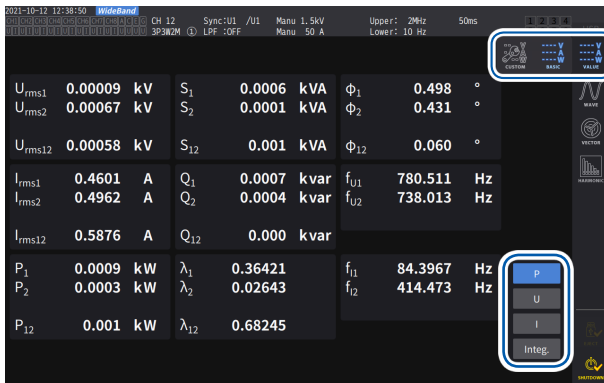 2021-10-12 12:38:50 WideBand
CH 12 Sync:U1 /U1 Manu 1.5kV Upper: 2MHz 50ms 1 2 3 4
3P3W2M ① LPF :OFF Manu 50 A Lower: 10 Hz
CUSTOM BASIC VALUE
V A W V A W
Urms1 0.00009 kV S1 0.0006 kVA Φ1 0.498 °
Urms2 0.00067 kV S2 0.0001 kVA Φ2 0.431 °
Urms12 0.00058 kV S12 0.001 kVA Φ12 0.060 °
WAVE
VECTOR
HARMONIC
Irms1 0.4601 A Q1 0.0007 kvar fU1 780.511 Hz
Irms2 0.4962 A Q2 0.0004 kvar fU2 738.013 Hz
Irms12 0.5876 A Q12 0.000 kvar
P1 0.0009 kW λ1 0.36421 fI1 84.3967 Hz
P2 0.0003 kW λ2 0.02643 fI2 414.473 Hz
P12 0.001 kW λ12 0.68245
P
U
I
Integ.
SHUTDOWN